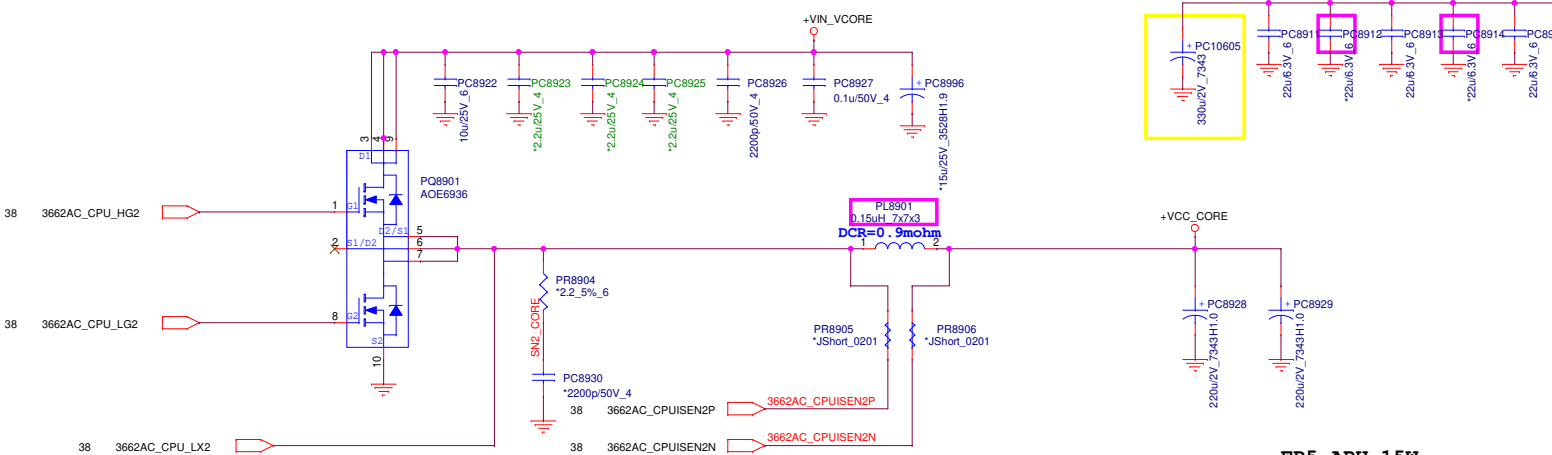 +VIN_VCORE
PC8922
10u/25V_6
PC8923
*2.2u/25V_4
PC8924
*2.2u/25V_4
PC8925
*2.2u/25V_4
PC8926
2200p/50V_4
PC8927
0.1u/50V_4
+ PC8996
*15u/25V_3528H1.9
+ PC10605
330u/2V_7343
PC8911
22u/6.3V_6
PC8912
*22u/6.3V_6
PC8913
22u/6.3V_6
PC8914
*22u/6.3V_6
22u/6.3V_6
3
4
9
D1
PQ8901
AOE6936
38 3662AC_CPU_HG2
1
G1
2
S1/D2
D2/S1
5
6
7
38 3662AC_CPU_LG2
8
G2
S2
10
PR8904
*2.2_5%_6
SN2_CORE
PC8930
*2200p/50V_4
38 3662AC_CPU_LX2
PL8901
0.15uH_7x7x3
DCR=0.9mohm
1
2
PR8905
*JShort_0201
PR8906
*JShort_0201
38 3662AC_CPUISEN2P
3662AC_CPUISEN2P
38 3662AC_CPUISEN2N
3662AC_CPUISEN2N
+VCC_CORE
+ PC8928
220u/2V_7343H1.0
+ PC8929
220u/2V_7343H1.0